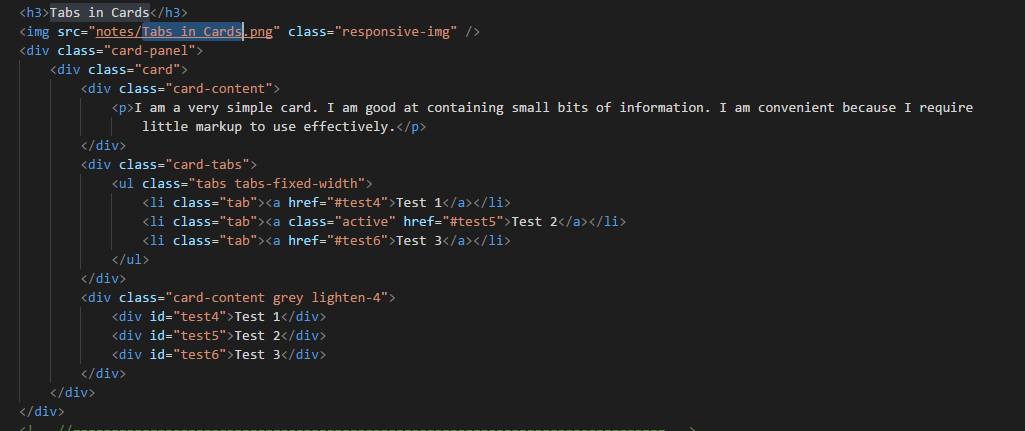 <h3>Tabs in Cards</h3>
<img src="notes/Tabs in Cards.png" class="responsive-img" />
<div class="card-panel">
<div class="card">
<div class="card-content">
<p>I am a very simple card. I am good at containing small bits of information. I am convenient because I require
little markup to use effectively.</p>
</div>
<div class="card-tabs">
<ul class="tabs tabs-fixed-width">
<li class="tab"><a href="#test4">Test 1</a></li>
<li class="tab"><a class="active" href="#test5">Test 2</a></li>
<li class="tab"><a href="#test6">Test 3</a></li>
</ul>
</div>
<div class="card-content grey lighten-4">
<div id="test4">Test 1</div>
<div id="test5">Test 2</div>
<div id="test6">Test 3</div>
</div>
</div>
</div>